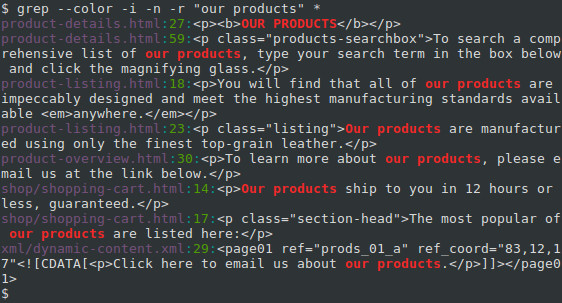 $ grep --color -i -n -r "our products" *
product-details.html:27:<p><b>OUR PRODUCTS</b></p>
product-details.html:59:<p class="products-searchbox">To search a comp
rehensive list of our products, type your search term in the box below
 and click the magnifying glass.</p>
product-listing.html:18:<p>You will find that all of our products are
impeccably designed and meet the highest manufacturing standards avail
able <em>anywhere.</em></p>
product-listing.html:23:<p class="listing">Our products are manufactur
ed using only the finest top-grain leather.</p>
product-overview.html:30:<p>To learn more about our products, please e
mail us at the link below.</p>
shop/shopping-cart.html:14:<p>Our products ship to you in 12 hours or
less, guaranteed.</p>
shop/shopping-cart.html:17:<p class="section-head">The most popular of
 our products are listed here:</p>
xml/dynamic-content.xml:29:<page01 ref="prods_01_a" ref_coord="83,12,1
7"<![CDATA[<p>Click here to email us about our products.</p>]]></page0
1>
$